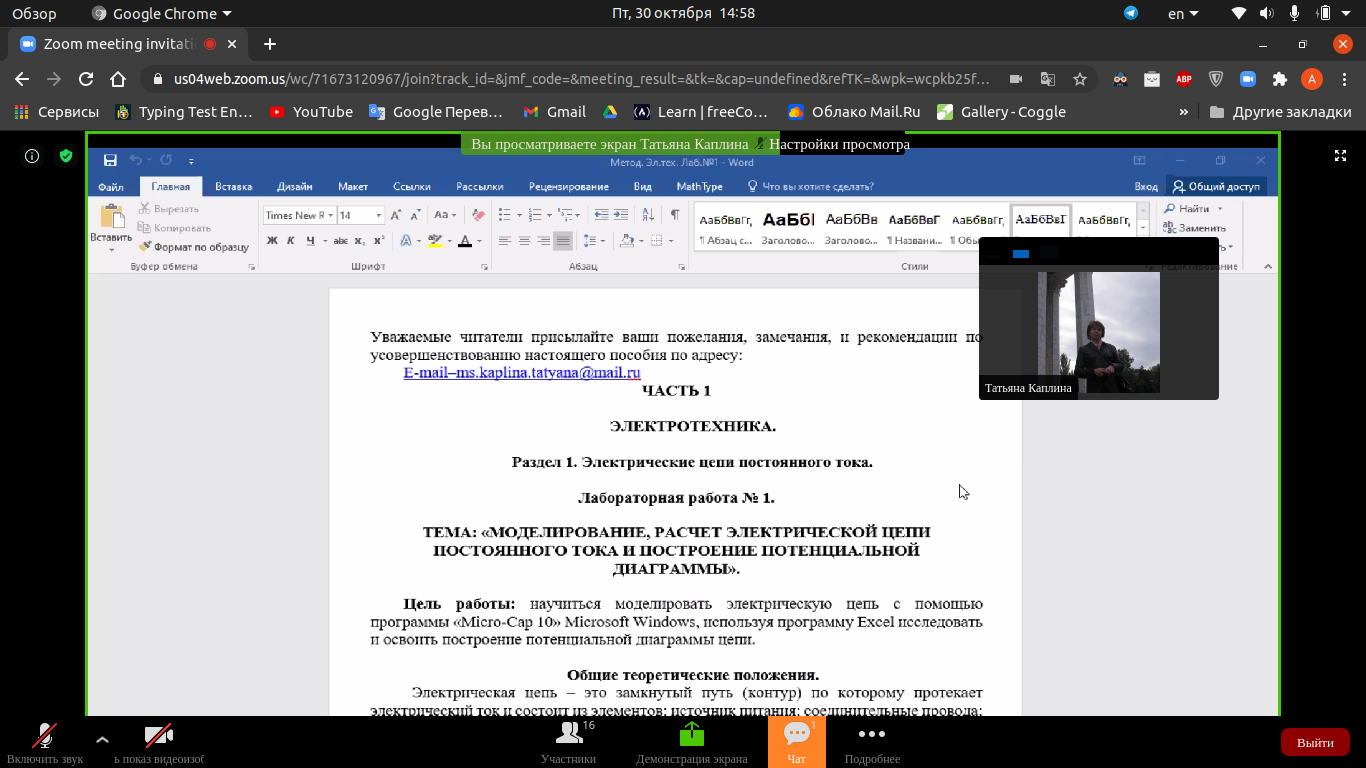 Обзор
Google Chrome
Пт, 30 октября 14:58
en
Zoom meeting invitati
us04web.zoom.us/wc/71673120967/join?track_id=&jmf_code=&meeting_result=&tk=&cap=undefined&refTK=&wpk=wcpkb25f…
ABP
A
Сервисы
Typing Test En…
YouTube
Google Перев…
Gmail
Learn | freeCo…
Облако Mail.Ru
Gallery - Coggle
»
Другие закладки
Вы просматриваете экран Татьяна Каплина
Настройки просмотра
Метод. Эл.тех. Лаб.№1 - Word
Файл
Главная
Вставка
Дизайн
Макет
Ссылки
Рассылки
Рецензирование
Вид
MathType
Что вы хотите сделать?
Вход
Общий доступ
Вставить
Вырезать
Копировать
Формат по образцу
Буфер обмена
Times New R
14
Aa
Ж К Ч abc x₂ x²
Шрифт
Абзац
АаБбВвГг,
АаБбІ
АаБбВв
АаБбВвГ
АаБбВвГг,
АаБбВвГ
АаБбВвГг,
¶ Абзац с…
Заголово…
Заголово…
¶ Названи…
¶ Обы
Стили
Найти
Заменить
Редактирование
Уважаемые читатели присылайте ваши пожелания, замечания, и рекомендации по
усовершенствованию настоящего пособия по адресу:
E-mail–ms.kaplina.tatyana@mail.ru
ЧАСТЬ 1
ЭЛЕКТРОТЕХНИКА.
Раздел 1. Электрические цепи постоянного тока.
Лабораторная работа № 1.
ТЕМА: «МОДЕЛИРОВАНИЕ, РАСЧЕТ ЭЛЕКТРИЧЕСКОЙ ЦЕПИ
ПОСТОЯННОГО ТОКА И ПОСТРОЕНИЕ ПОТЕНЦИАЛЬНОЙ
ДИАГРАММЫ».
Цель работы: научиться моделировать электрическую цепь с помощью
программы «Micro-Cap 10» Microsoft Windows, используя программу Excel исследовать
и освоить построение потенциальной диаграммы цепи.
Общие теоретические положения.
Электрическая цепь – это замкнутый путь (контур) по которому протекает
электрический ток и состоит из элементов: источник питания; соединительные провода;
Татьяна Каплина
Включить звук
ь показ видеоизоб
16
Участники
Демонстрация экрана
1
Чат
Подробнее
Выйти